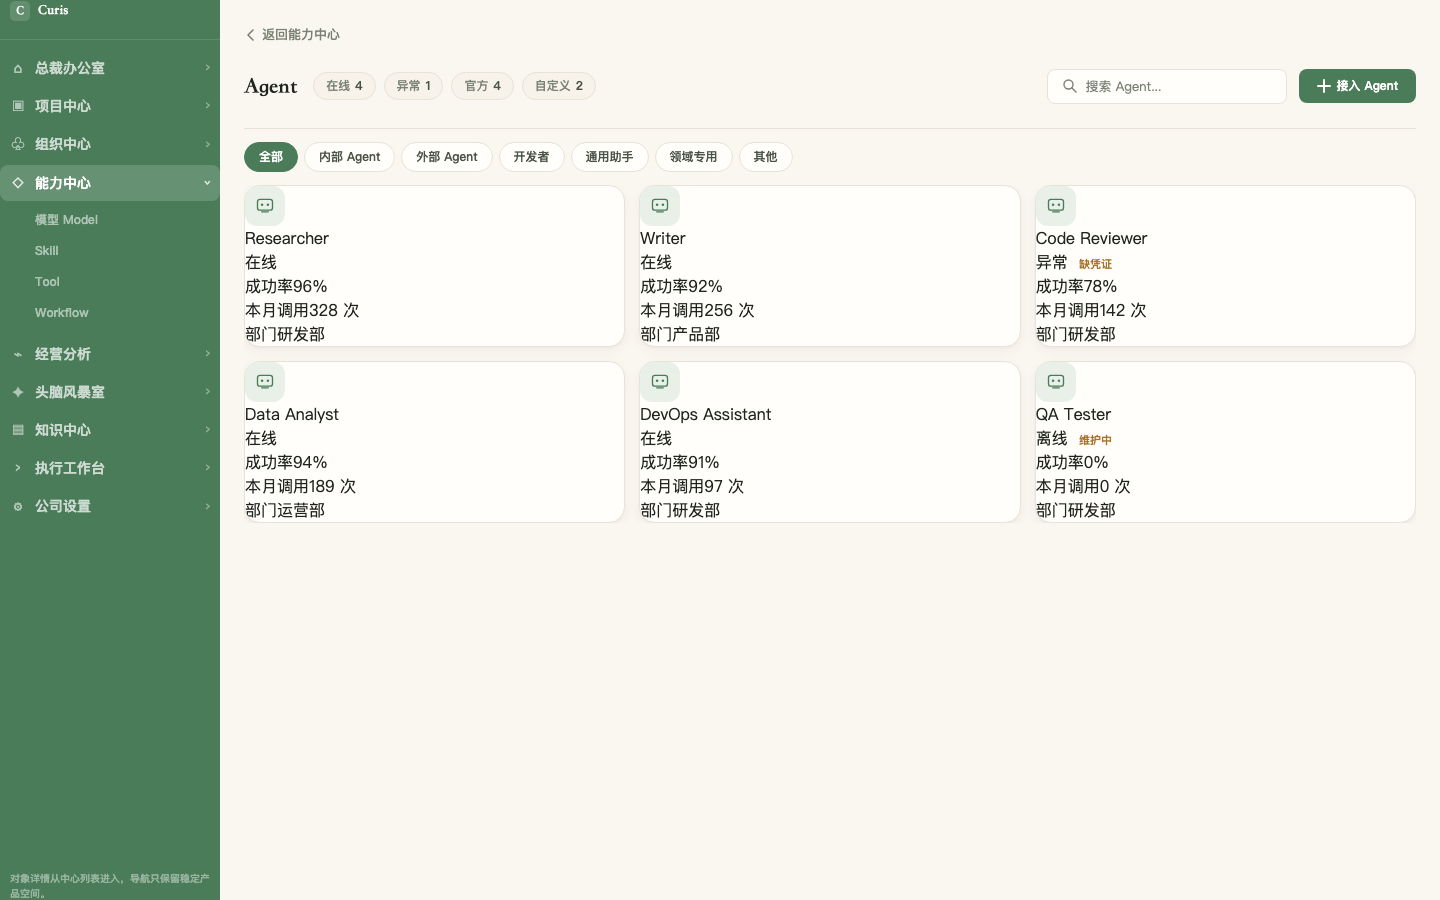 C Curis
总裁办公室
项目中心
组织中心
能力中心
模型 Model
Skill
Tool
Workflow
经营分析
头脑风暴室
知识中心
执行工作台
公司设置
对象详情从中心列表进入，导航只保留稳定产
品空间。
返回能力中心
Agent
在线 4
异常 1
官方 4
自定义 2
搜索 Agent...
接入 Agent
全部
内部 Agent
外部 Agent
开发者
通用助手
领域专用
其他
Researcher
在线
成功率96%
本月调用328 次
部门研发部
Writer
在线
成功率92%
本月调用256 次
部门产品部
Code Reviewer
异常 缺凭证
成功率78%
本月调用142 次
部门研发部
Data Analyst
在线
成功率94%
本月调用189 次
部门运营部
DevOps Assistant
在线
成功率91%
本月调用97 次
部门研发部
QA Tester
离线 维护中
成功率0%
本月调用0 次
部门研发部